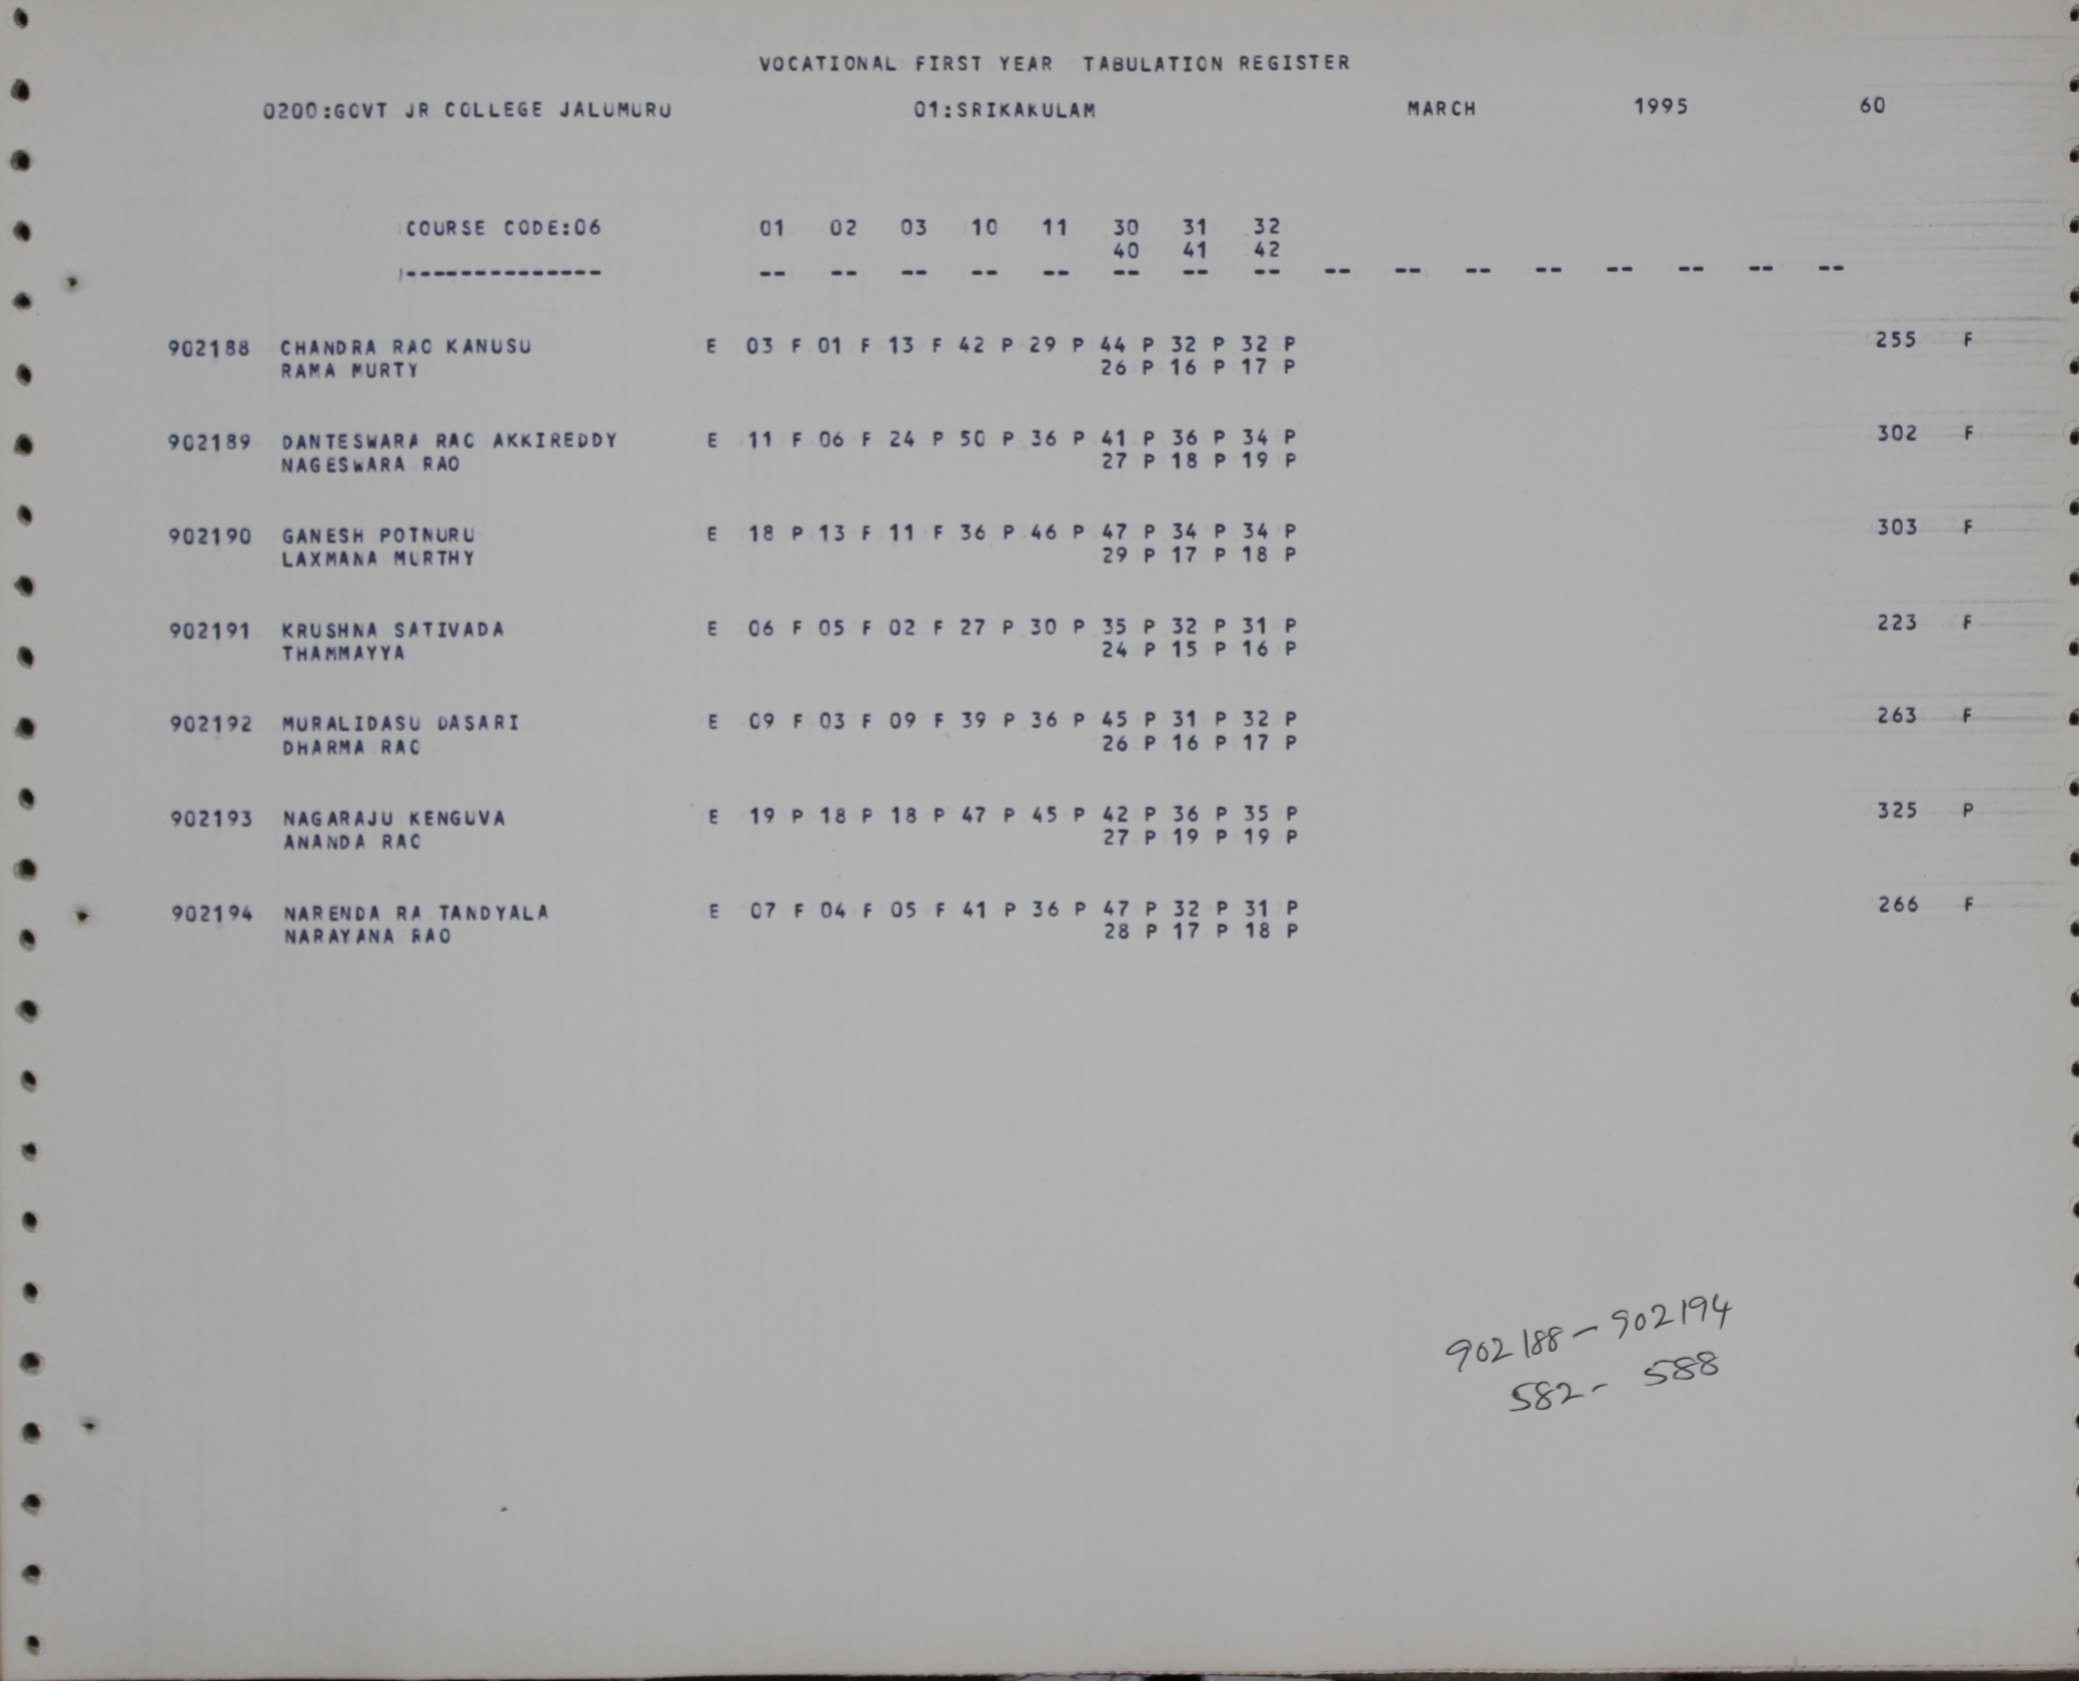 VOCATIONAL FIRST YEAR TABULATION REGISTER
0200:GOVT JR COLLEGE JALUMURU 01:SRIKAKULAM MARCH 1995 60
COURSE CODE:06 01 02 03 10 11 30 31 32
40 41 42
-------------- -- -- -- -- -- -- -- -- -- -- -- -- -- -- -- --
902188 CHANDRA RAO KANUSU E 03 F 01 F 13 F 42 P 29 P 44 P 32 P 32 P 255 F
RAMA MURTY 26 P 16 P 17 P
902189 DANTESWARA RAO AKKIREDDY E 11 F 06 F 24 P 50 P 36 P 41 P 36 P 34 P 302 F
NAGESWARA RAO 27 P 18 P 19 P
902190 GANESH POTNURU E 18 P 13 F 11 F 36 P 46 P 47 P 34 P 34 P 303 F
LAXMANA MURTHY 29 P 17 P 18 P
902191 KRUSHNA SATIVADA E 06 F 05 F 02 F 27 P 30 P 35 P 32 P 31 P 223 F
THAMMAYYA 24 P 15 P 16 P
902192 MURALIDASU DASARI E 09 F 03 F 09 F 39 P 36 P 45 P 31 P 32 P 263 F
DHARMA RAO 26 P 16 P 17 P
902193 NAGARAJU KENGUVA E 19 P 18 P 18 P 47 P 45 P 42 P 36 P 35 P 325 P
ANANDA RAO 27 P 19 P 19 P
902194 NARENDA RA TANDYALA E 07 F 04 F 05 F 41 P 36 P 47 P 32 P 31 P 266 F
NARAYANA RAO 28 P 17 P 18 P
902188 - 902194
582 - 588